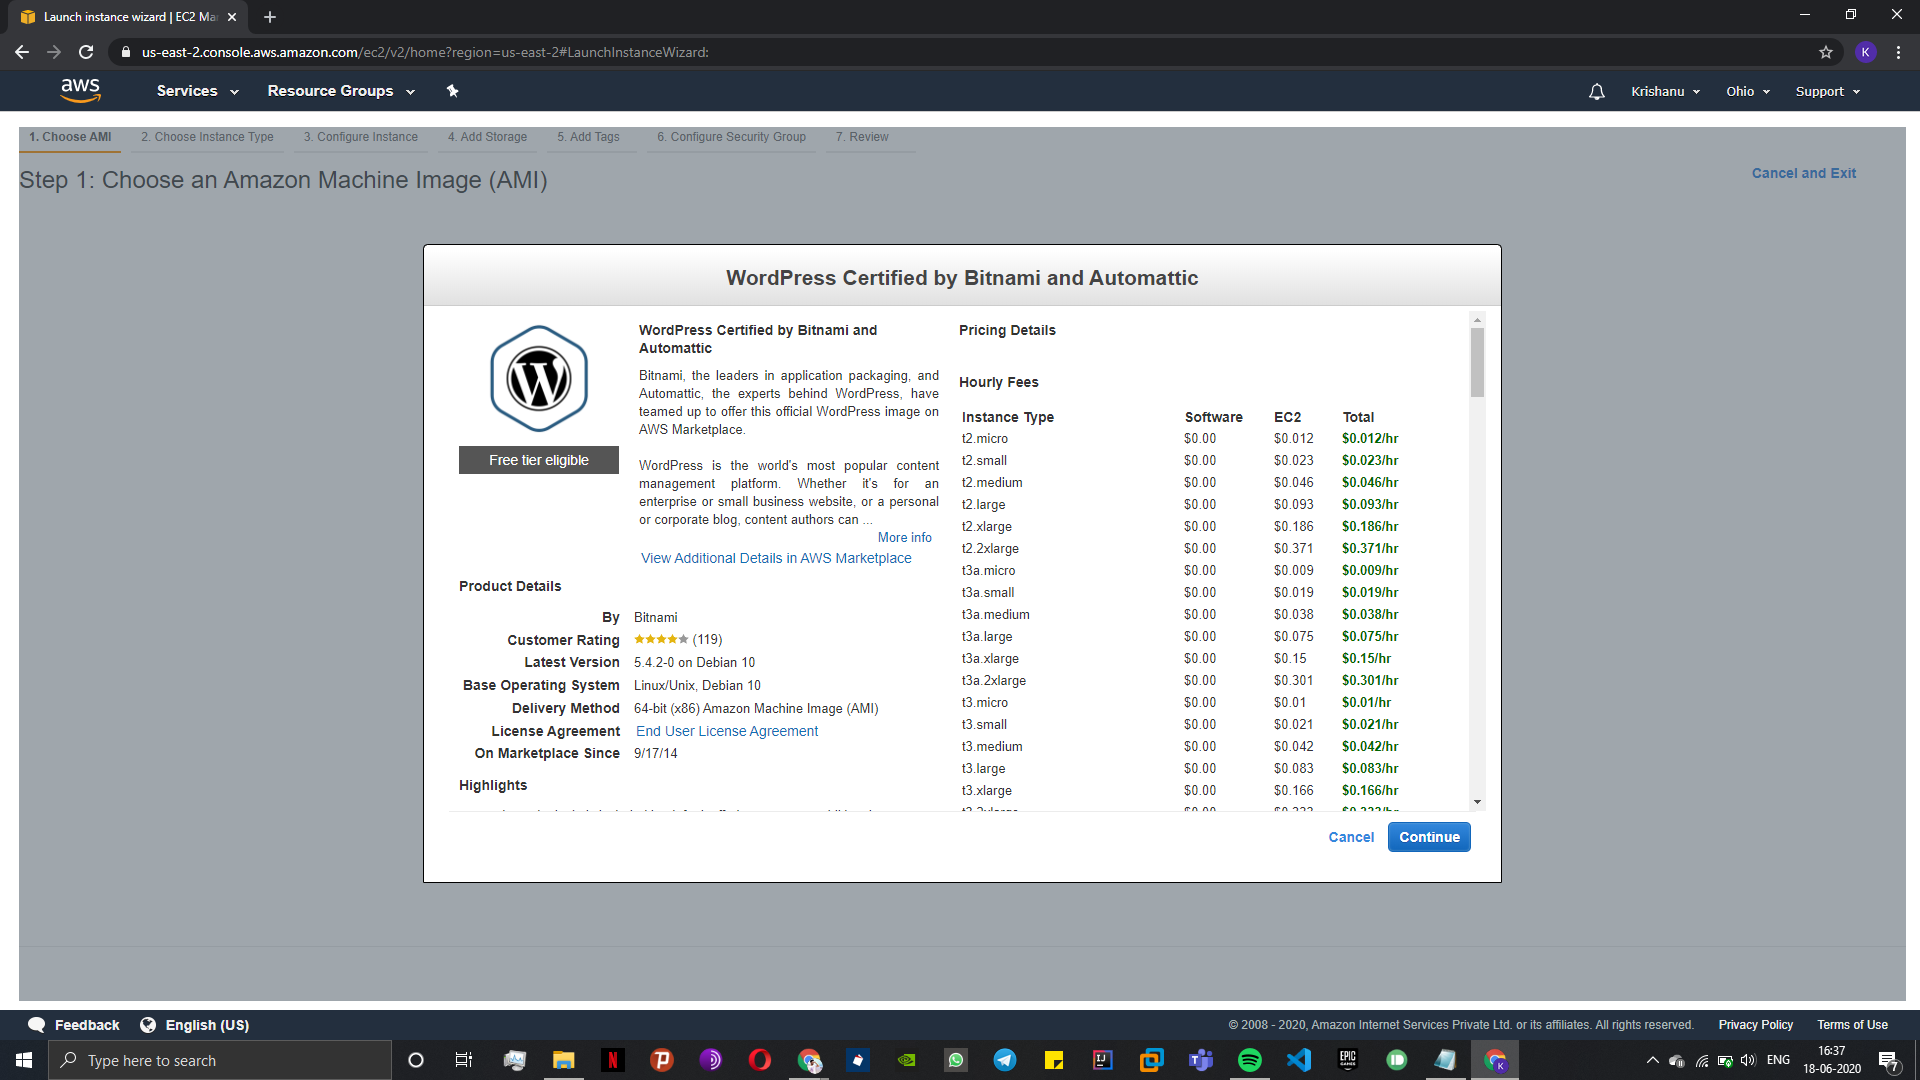 Launch instance wizard | EC2 Ma
us-east-2.console.aws.amazon.com/ec2/v2/home?region=us-east-2#LaunchInstanceWizard:
K
aws
Services
Resource Groups
Krishanu
Ohio
Support
1. Choose AMI
2. Choose Instance Type
3. Configure Instance
4. Add Storage
5. Add Tags
6. Configure Security Group
7. Review
Step 1: Choose an Amazon Machine Image (AMI)
Cancel and Exit
WordPress Certified by Bitnami and Automattic
Free tier eligible
WordPress Certified by Bitnami and
Automattic
Bitnami, the leaders in application packaging, and
Automattic, the experts behind WordPress, have
teamed up to offer this official WordPress image on
AWS Marketplace.
WordPress is the world's most popular content
management platform. Whether it's for an
enterprise or small business website, or a personal
or corporate blog, content authors can ...
More info
View Additional Details in AWS Marketplace
Product Details
By Bitnami
Customer Rating (119)
Latest Version 5.4.2-0 on Debian 10
Base Operating System Linux/Unix, Debian 10
Delivery Method 64-bit (x86) Amazon Machine Image (AMI)
License Agreement End User License Agreement
On Marketplace Since 9/17/14
Highlights
Pricing Details
Hourly Fees
Instance Type Software EC2 Total
t2.micro $0.00 $0.012 $0.012/hr
t2.small $0.00 $0.023 $0.023/hr
t2.medium $0.00 $0.046 $0.046/hr
t2.large $0.00 $0.093 $0.093/hr
t2.xlarge $0.00 $0.186 $0.186/hr
t2.2xlarge $0.00 $0.371 $0.371/hr
t3a.micro $0.00 $0.009 $0.009/hr
t3a.small $0.00 $0.019 $0.019/hr
t3a.medium $0.00 $0.038 $0.038/hr
t3a.large $0.00 $0.075 $0.075/hr
t3a.xlarge $0.00 $0.15 $0.15/hr
t3a.2xlarge $0.00 $0.301 $0.301/hr
t3.micro $0.00 $0.01 $0.01/hr
t3.small $0.00 $0.021 $0.021/hr
t3.medium $0.00 $0.042 $0.042/hr
t3.large $0.00 $0.083 $0.083/hr
t3.xlarge $0.00 $0.166 $0.166/hr
Cancel
Continue
Feedback
English (US)
© 2008 - 2020, Amazon Internet Services Private Ltd. or its affiliates. All rights reserved.
Privacy Policy
Terms of Use
Type here to search
EPIC
GAMES
ENG
16:37
18-06-2020
7